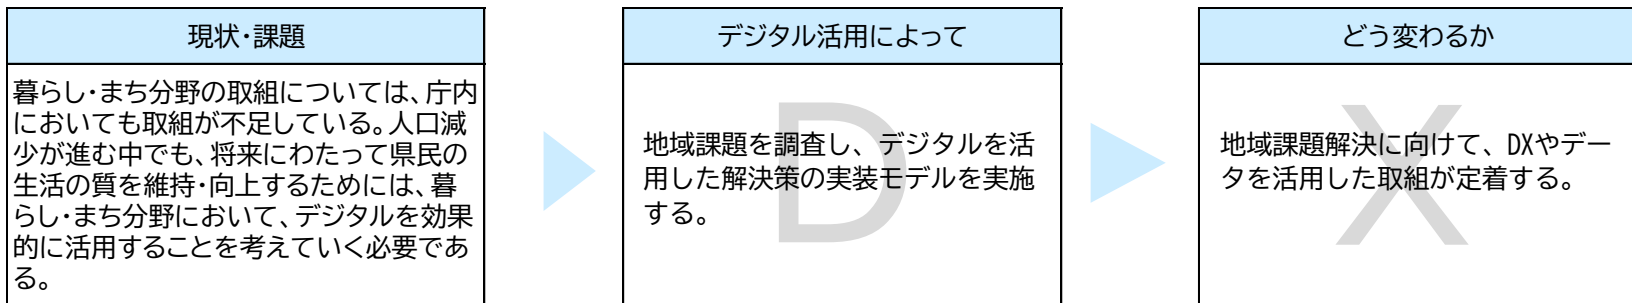 現状・課題
暮らし・まち分野の取組については、庁内
においても取組が不足している。人口減
少が進む中でも、将来にわたって県民の
生活の質を維持・向上するためには、暮
らし・まち分野において、デジタルを効果
的に活用することを考えていく必要であ
る。
デジタル活用によって
D
地域課題を調査し、デジタルを活
用した解決策の実装モデルを実施
する。
どう変わるか
X
地域課題解決に向けて、DXやデー
タを活用した取組が定着する。